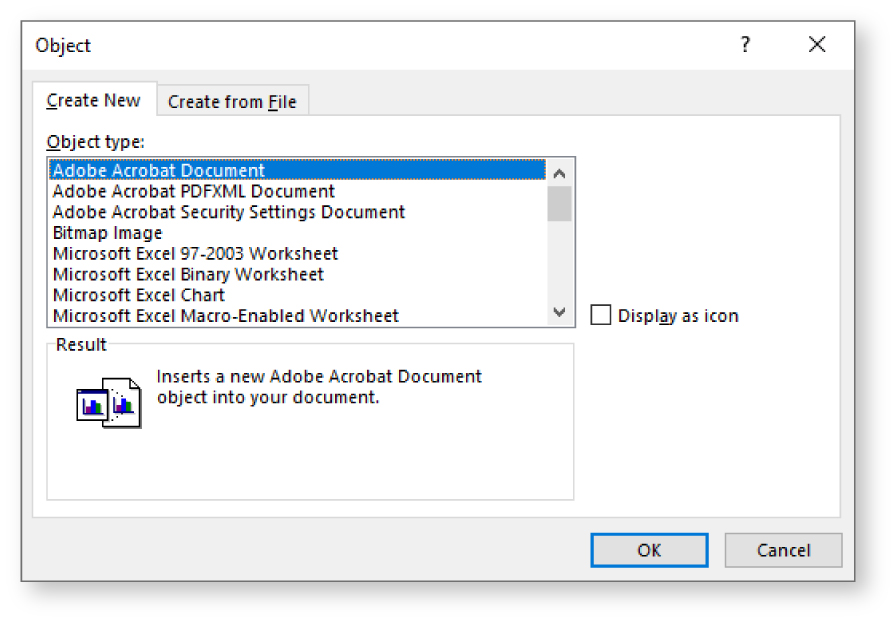 Object
?
Create New
Create from File
Object type:
Adobe Acrobat Document
Adobe Acrobat PDFXML Document
Adobe Acrobat Security Settings Document
Bitmap Image
Microsoft Excel 97-2003 Worksheet
Microsoft Excel Binary Worksheet
Microsoft Excel Chart
Microsoft Excel Macro-Enabled Worksheet
Display as icon
Result
Inserts a new Adobe Acrobat Document
object into your document.
OK
Cancel